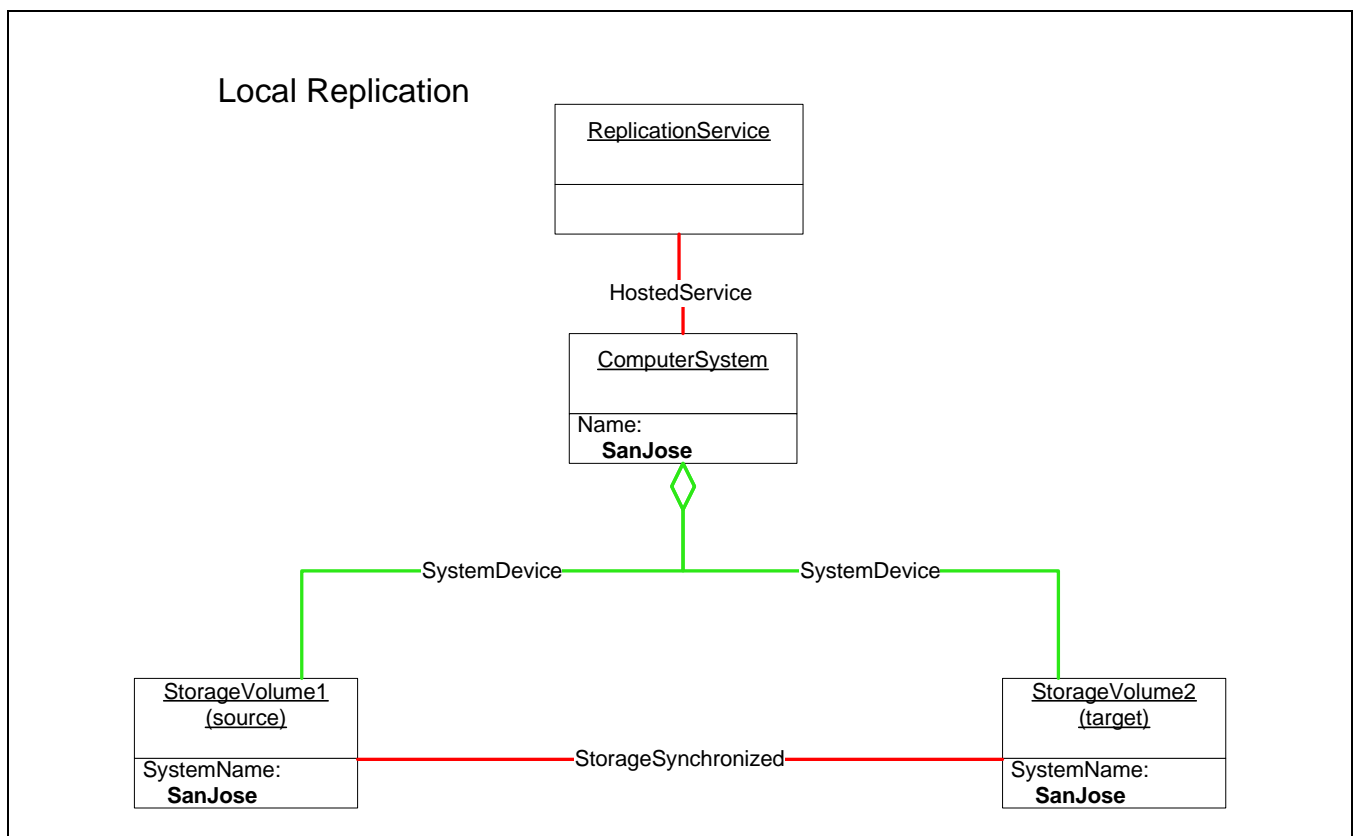 Local Replication
ReplicationService
HostedService
ComputerSystem
Name:
SanJose
SystemDevice
SystemDevice
StorageVolume1
(source)
SystemName:
SanJose
StorageSynchronized
StorageVolume2
(target)
SystemName:
SanJose